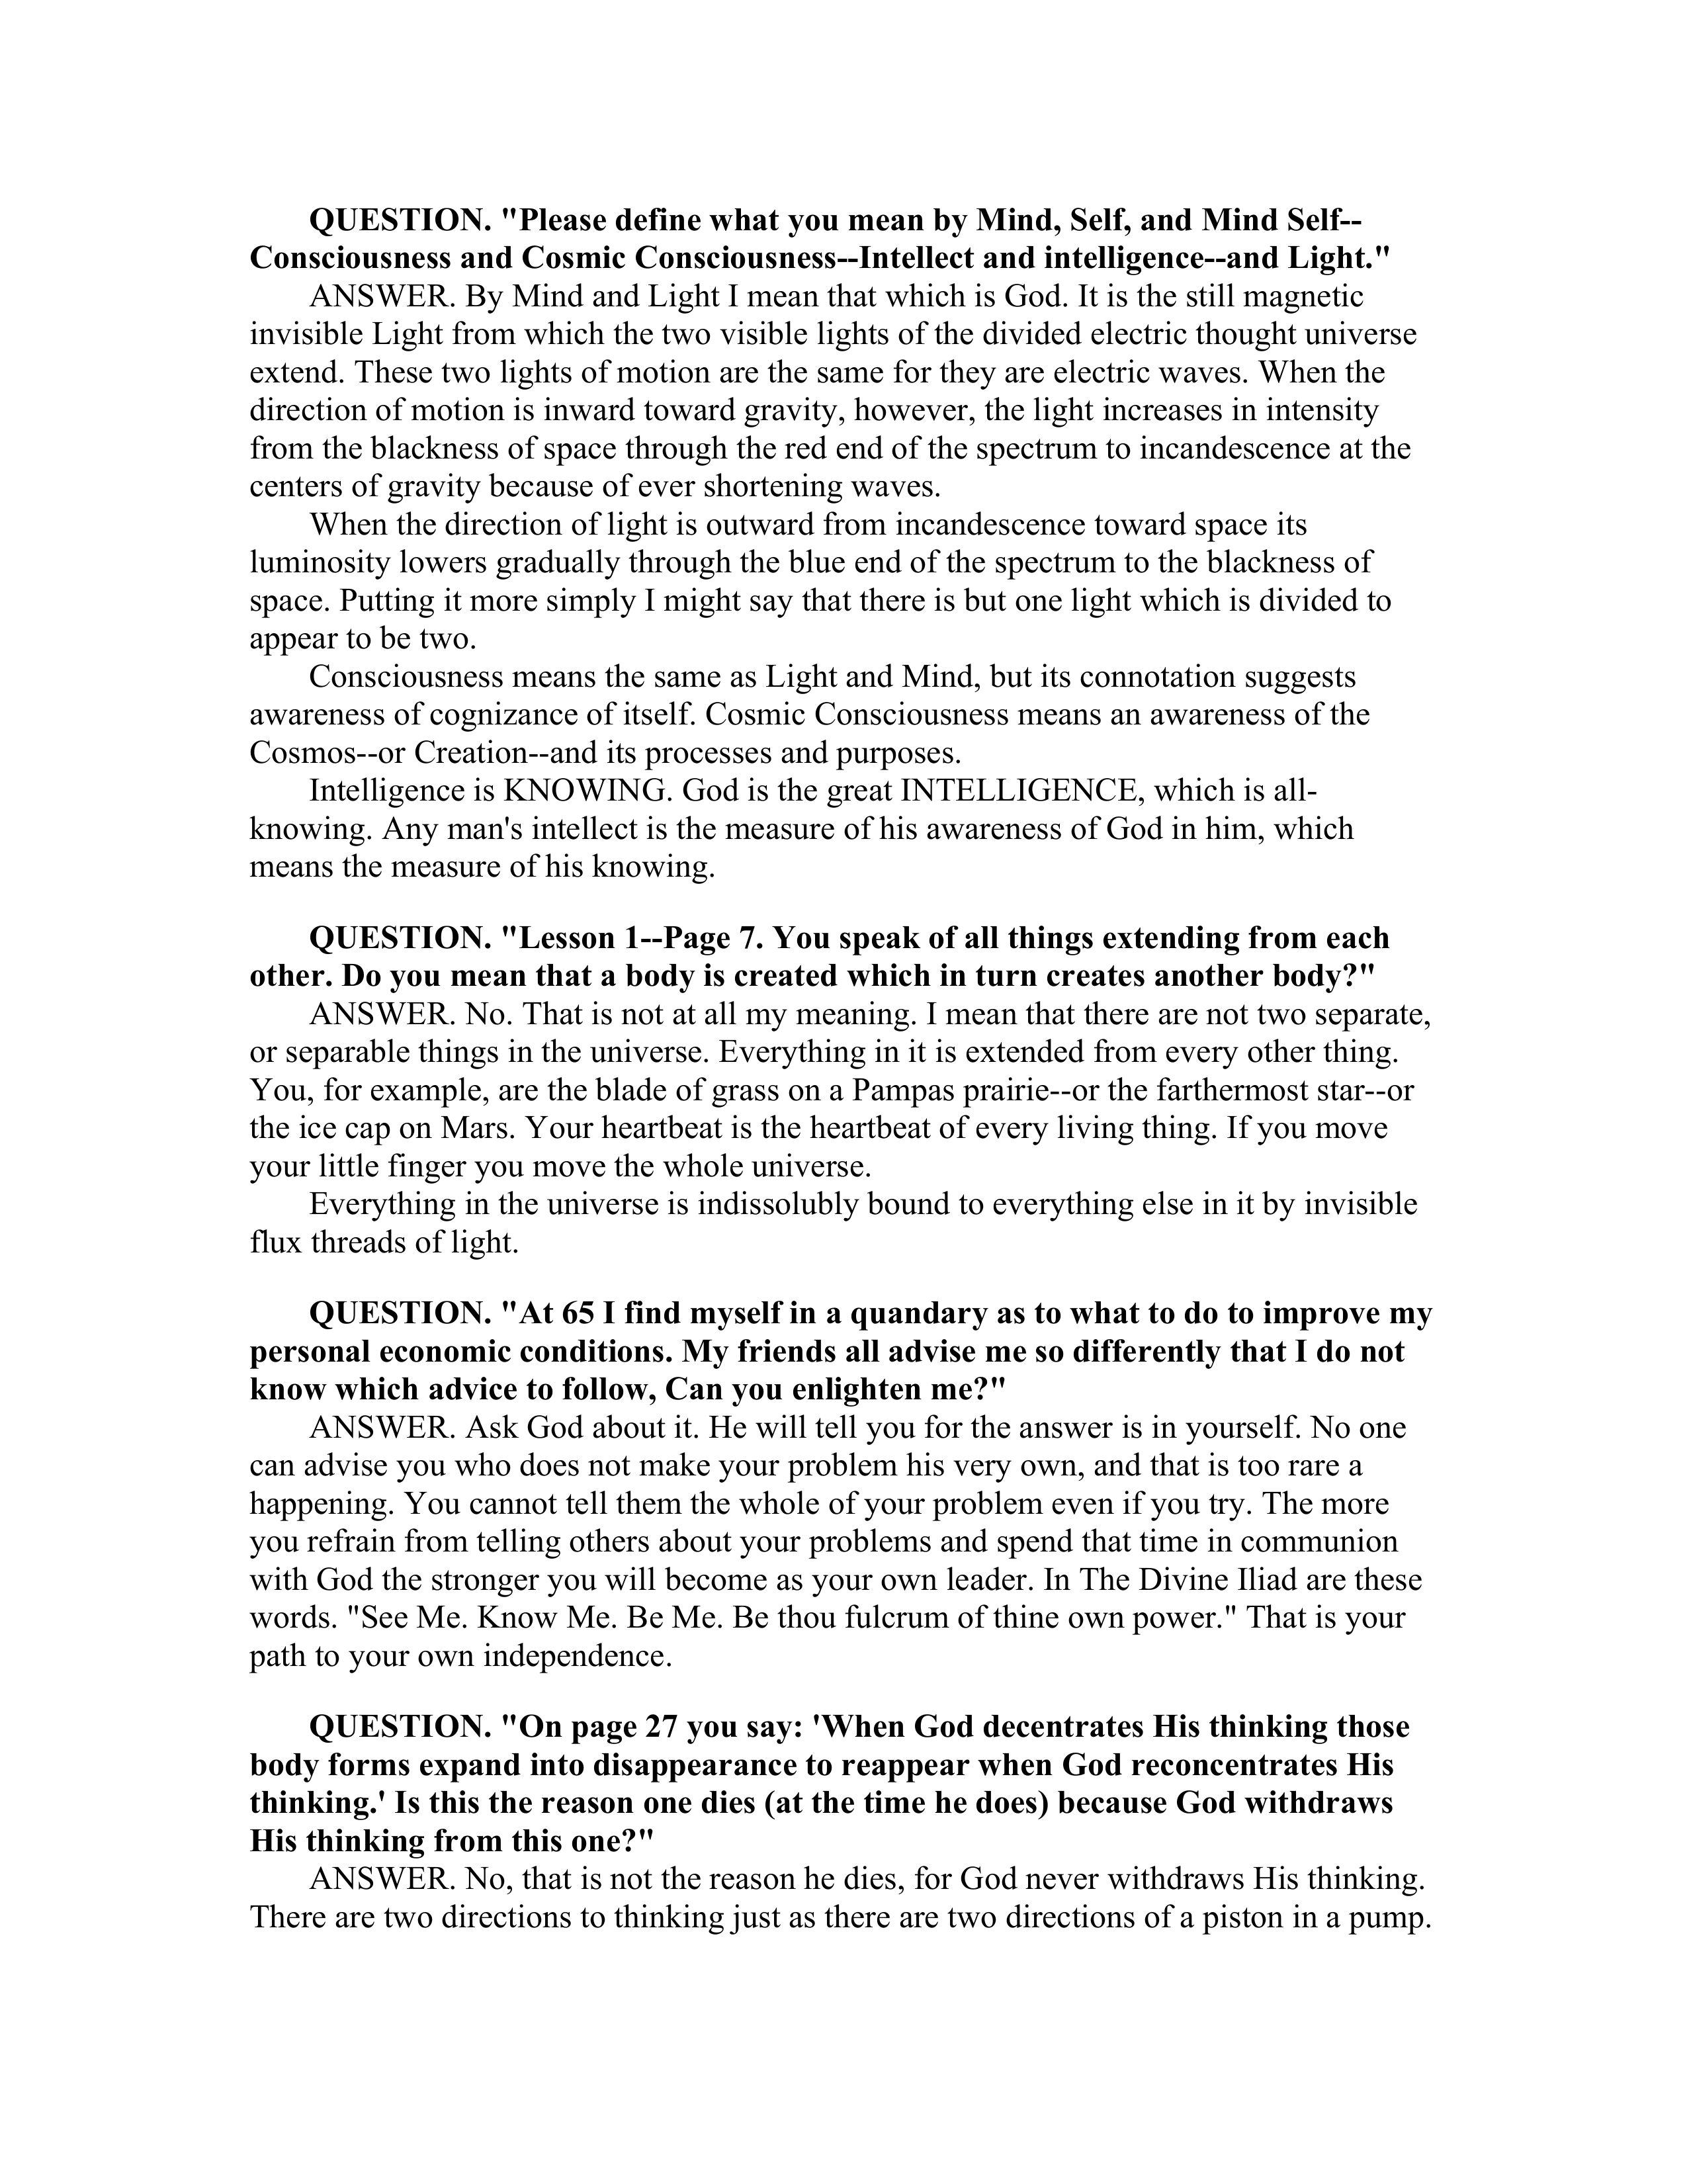 QUESTION. "Please define what you mean by Mind, Self, and Mind Self--
Consciousness and Cosmic Consciousness--Intellect and intelligence--and Light."
ANSWER. By Mind and Light I mean that which is God. It is the still magnetic
invisible Light from which the two visible lights of the divided electric thought universe
extend. These two lights of motion are the same for they are electric waves. When the
direction of motion is inward toward gravity, however, the light increases in intensity
from the blackness of space through the red end of the spectrum to incandescence at the
centers of gravity because of ever shortening waves.
When the direction of light is outward from incandescence toward space its
luminosity lowers gradually through the blue end of the spectrum to the blackness of
space. Putting it more simply I might say that there is but one light which is divided to
appear to be two.
Consciousness means the same as Light and Mind, but its connotation suggests
awareness of cognizance of itself. Cosmic Consciousness means an awareness of the
Cosmos--or Creation--and its processes and purposes.
Intelligence is KNOWING. God is the great INTELLIGENCE, which is all-
knowing. Any man's intellect is the measure of his awareness of God in him, which
means the measure of his knowing.
QUESTION. "Lesson 1--Page 7. You speak of all things extending from each
other. Do you mean that a body is created which in turn creates another body?"
ANSWER. No. That is not at all my meaning. I mean that there are not two separate,
or separable things in the universe. Everything in it is extended from every other thing.
You, for example, are the blade of grass on a Pampas prairie--or the farthermost star--or
the ice cap on Mars. Your heartbeat is the heartbeat of every living thing. If you move
your little finger you move the whole universe.
Everything in the universe is indissolubly bound to everything else in it by invisible
flux threads of light.
QUESTION. "At 65 I find myself in a quandary as to what to do to improve my
personal economic conditions. My friends all advise me so differently that I do not
know which advice to follow, Can you enlighten me?"
ANSWER. Ask God about it. He will tell you for the answer is in yourself. No one
can advise you who does not make your problem his very own, and that is too rare a
happening. You cannot tell them the whole of your problem even if you try. The more
you refrain from telling others about your problems and spend that time in communion
with God the stronger you will become as your own leader. In The Divine Iliad are these
words. "See Me. Know Me. Be Me. Be thou fulcrum of thine own power." That is your
path to your own independence.
QUESTION. "On page 27 you say: 'When God decentrates His thinking those
body forms expand into disappearance to reappear when God reconcentrates His
thinking.' Is this the reason one dies (at the time he does) because God withdraws
His thinking from this one?"
ANSWER. No, that is not the reason he dies, for God never withdraws His thinking.
There are two directions to thinking just as there are two directions of a piston in a pump.